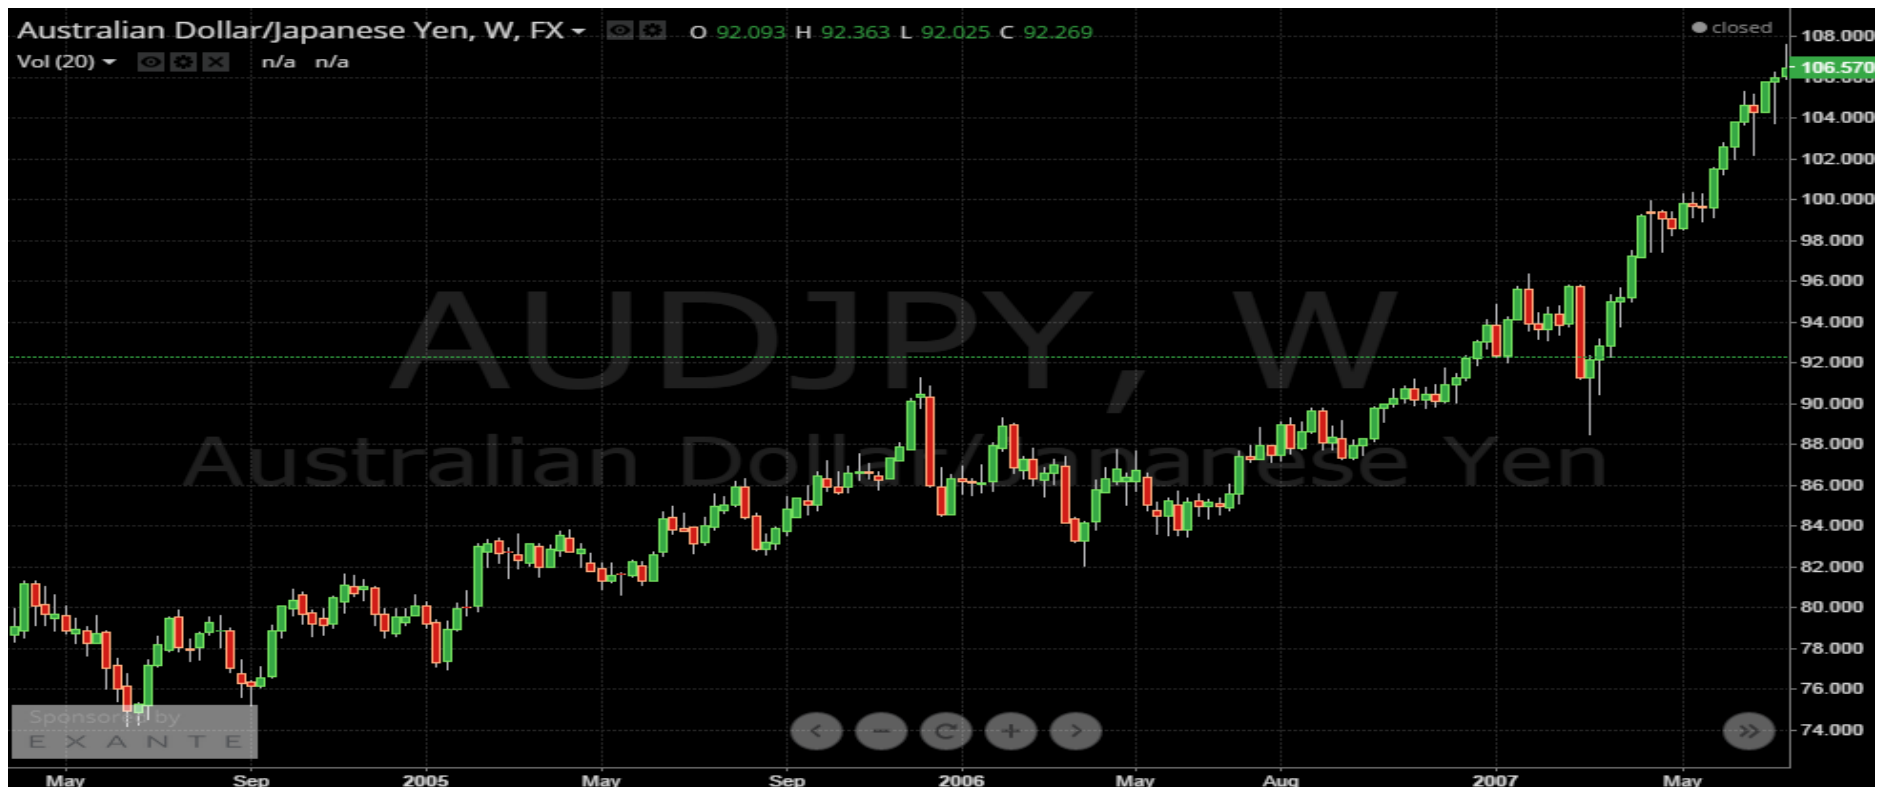 Australian Dollar/Japanese Yen, W, FX O 92.093 H 92.363 L 92.025 C 92.269
closed
Vol (20) n/a n/a
108.000
106.570
104.000
102.000
100.000
98.000
96.000
94.000
92.000
90.000
88.000
86.000
84.000
82.000
80.000
78.000
76.000
74.000
AUDJPY, W
Australian Dollar/Japanese Yen
Sponsored by
EXANTE
May Sep 2005 May Sep 2006 May Aug 2007 May